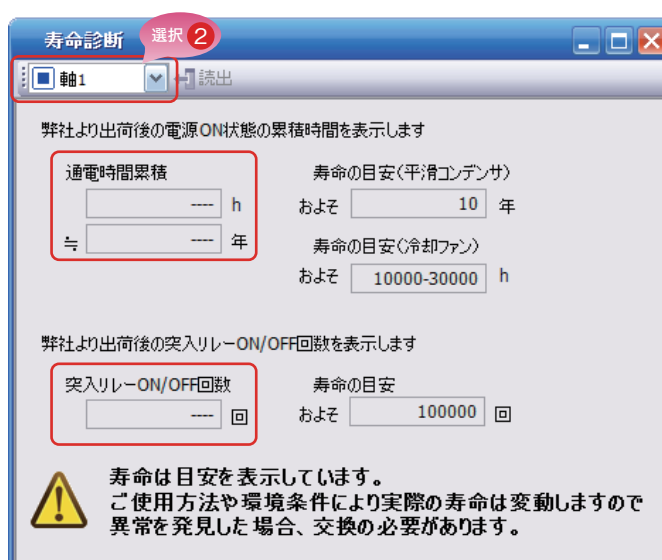 寿命診断
選択 2
軸1
読出
弊社より出荷後の電源ON状態の累積時間を表示します
通電時間累積
寿命の目安(平滑コンデンサ)
---- h
およそ 10 年
≒ ---- 年
寿命の目安(冷却ファン)
およそ 10000-30000 h
弊社より出荷後の突入リレーON/OFF回数を表示します
突入リレーON/OFF回数
寿命の目安
---- 回
およそ 100000 回
寿命は目安を表示しています。
ご使用方法や環境条件により実際の寿命は変動しますので
異常を発見した場合、交換の必要があります。